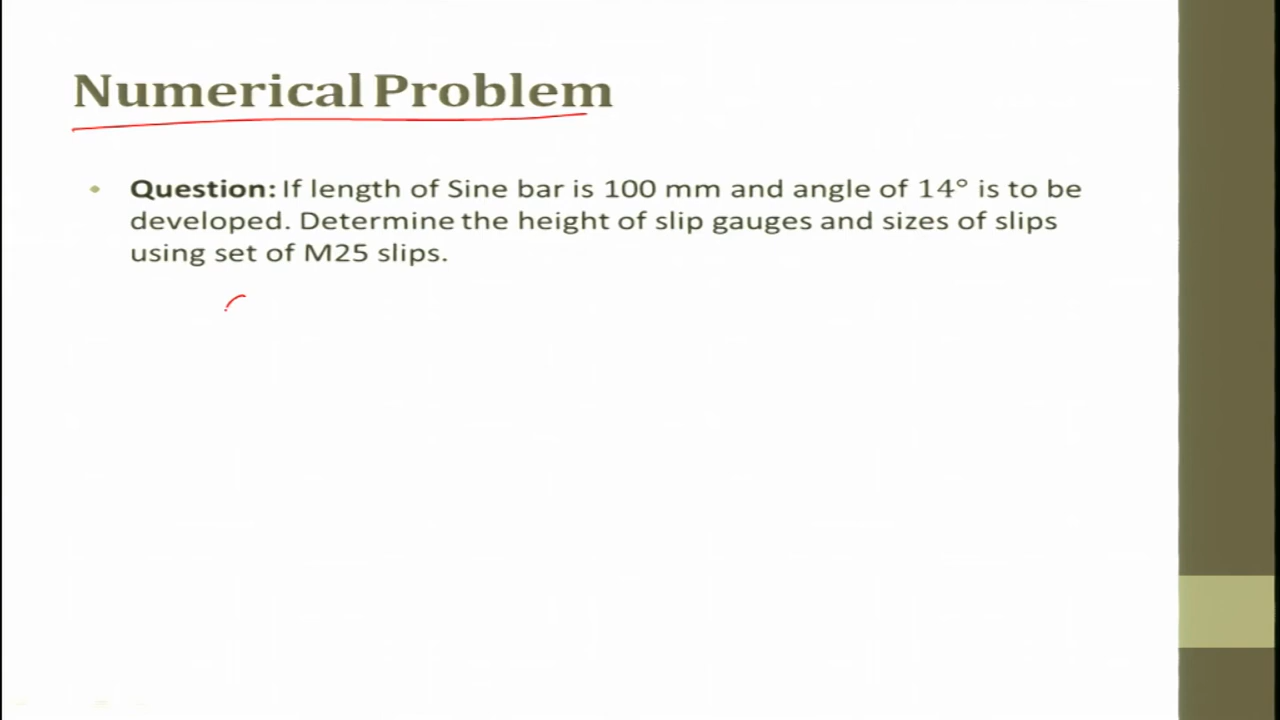 Numerical Problem
• Question: If length of Sine bar is 100 mm and angle of 14° is to be
developed. Determine the height of slip gauges and sizes of slips
using set of M25 slips.